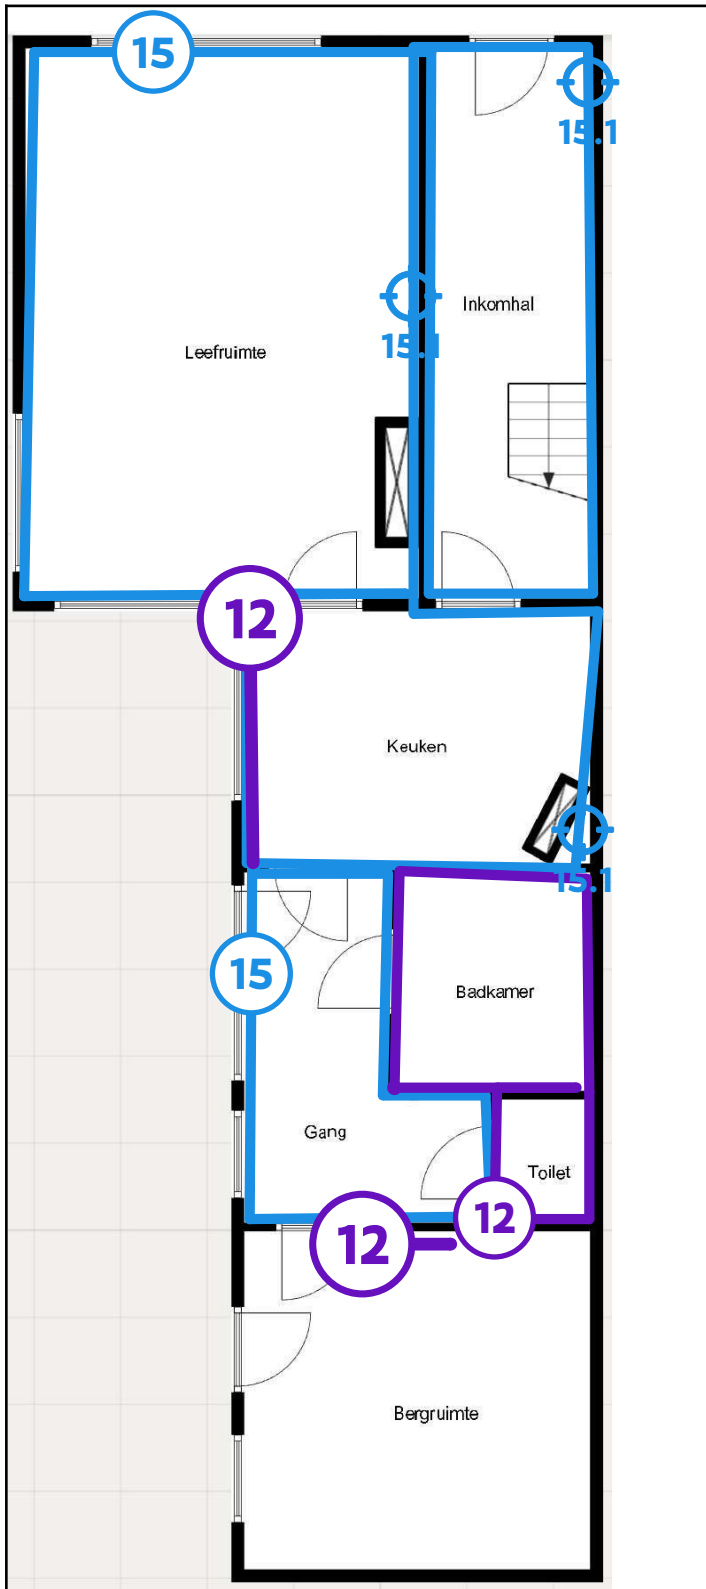 15
15.1
Inkomhal
15.1
Leefruimte
12
Keuken
15.1
15
Badkamer
Gang
Toilet
12
12
Bergruimte